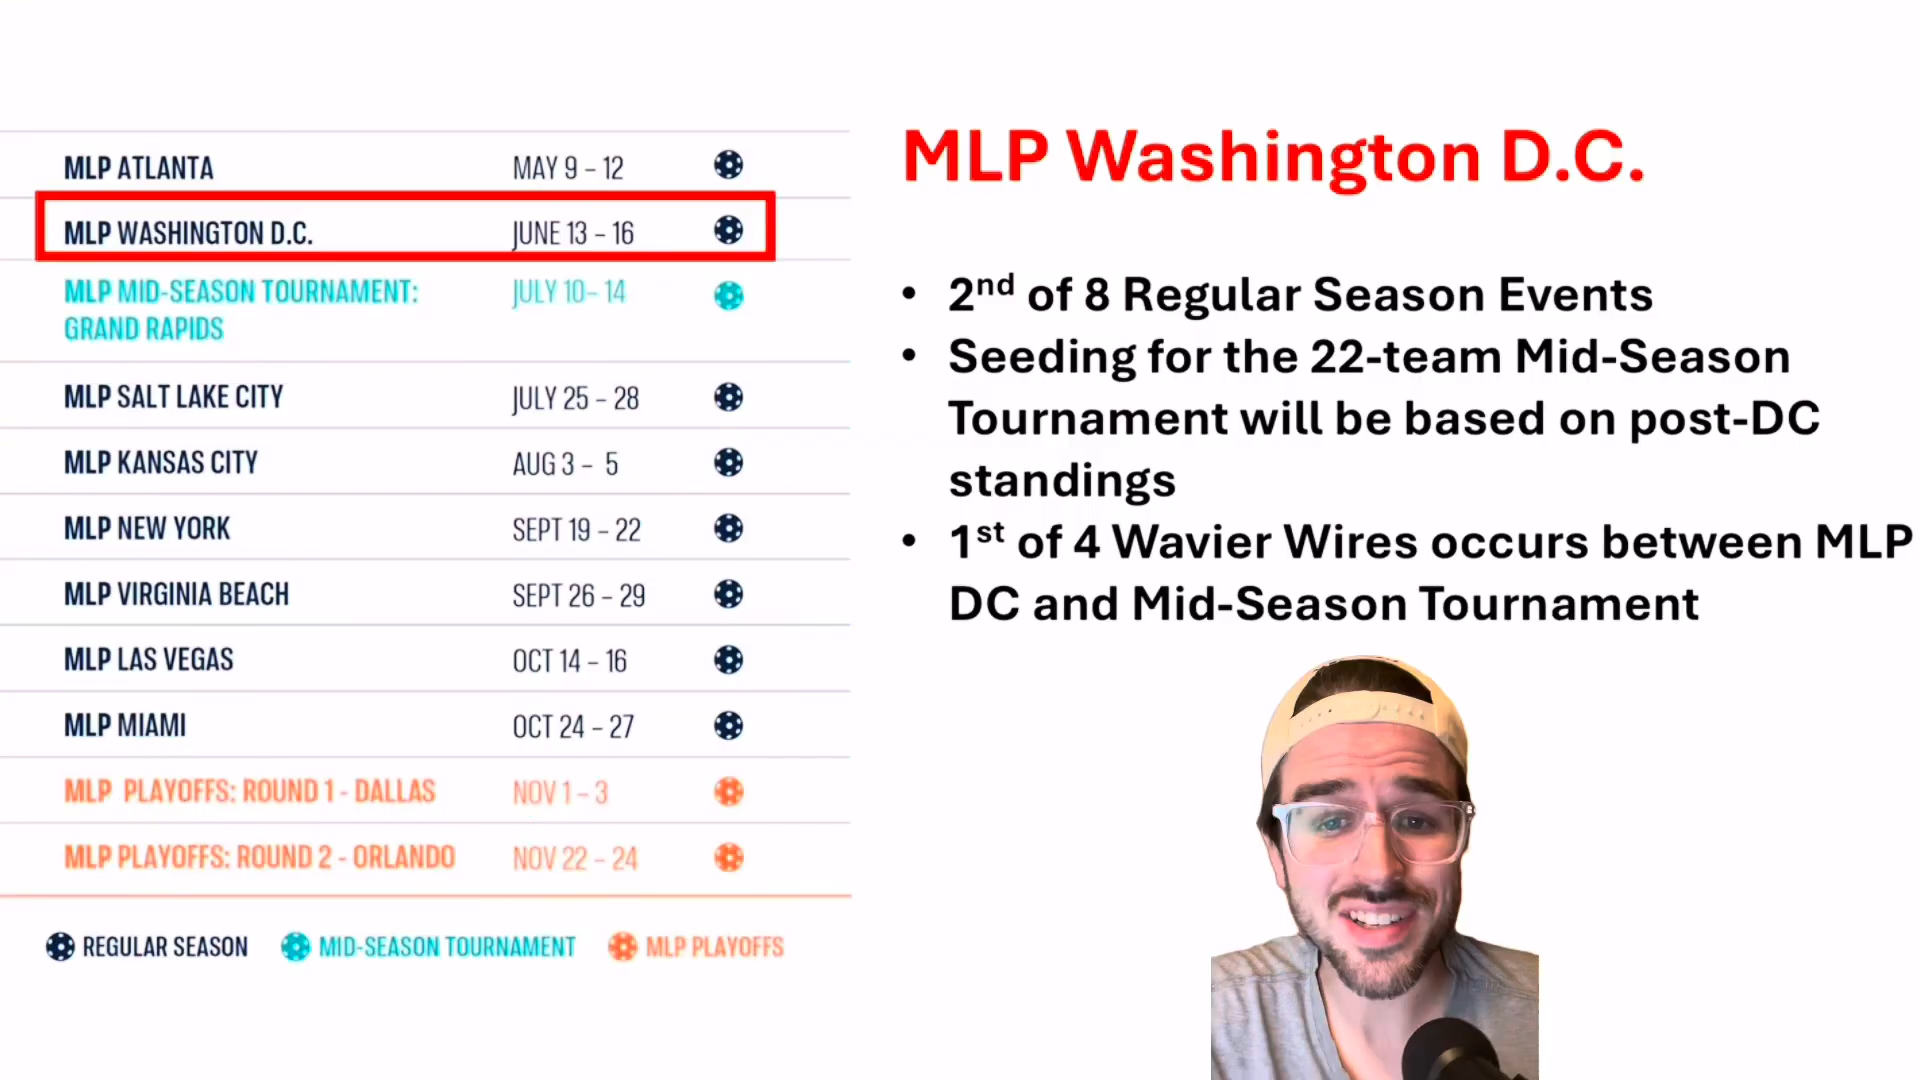 MLP ATLANTA MAY 9 – 12
MLP WASHINGTON D.C. JUNE 13 – 16
MLP MID-SEASON TOURNAMENT: JULY 10– 14
GRAND RAPIDS
MLP SALT LAKE CITY JULY 25 – 28
MLP KANSAS CITY AUG 3 – 5
MLP NEW YORK SEPT 19 – 22
MLP VIRGINIA BEACH SEPT 26 – 29
MLP LAS VEGAS OCT 14 – 16
MLP MIAMI OCT 24 – 27
MLP PLAYOFFS: ROUND 1 - DALLAS NOV 1 – 3
MLP PLAYOFFS: ROUND 2 - ORLANDO NOV 22 – 24
REGULAR SEASON MID-SEASON TOURNAMENT MLP PLAYOFFS
MLP Washington D.C.
• 2nd of 8 Regular Season Events
• Seeding for the 22-team Mid-Season
Tournament will be based on post-DC
standings
• 1st of 4 Wavier Wires occurs between MLP
DC and Mid-Season Tournament